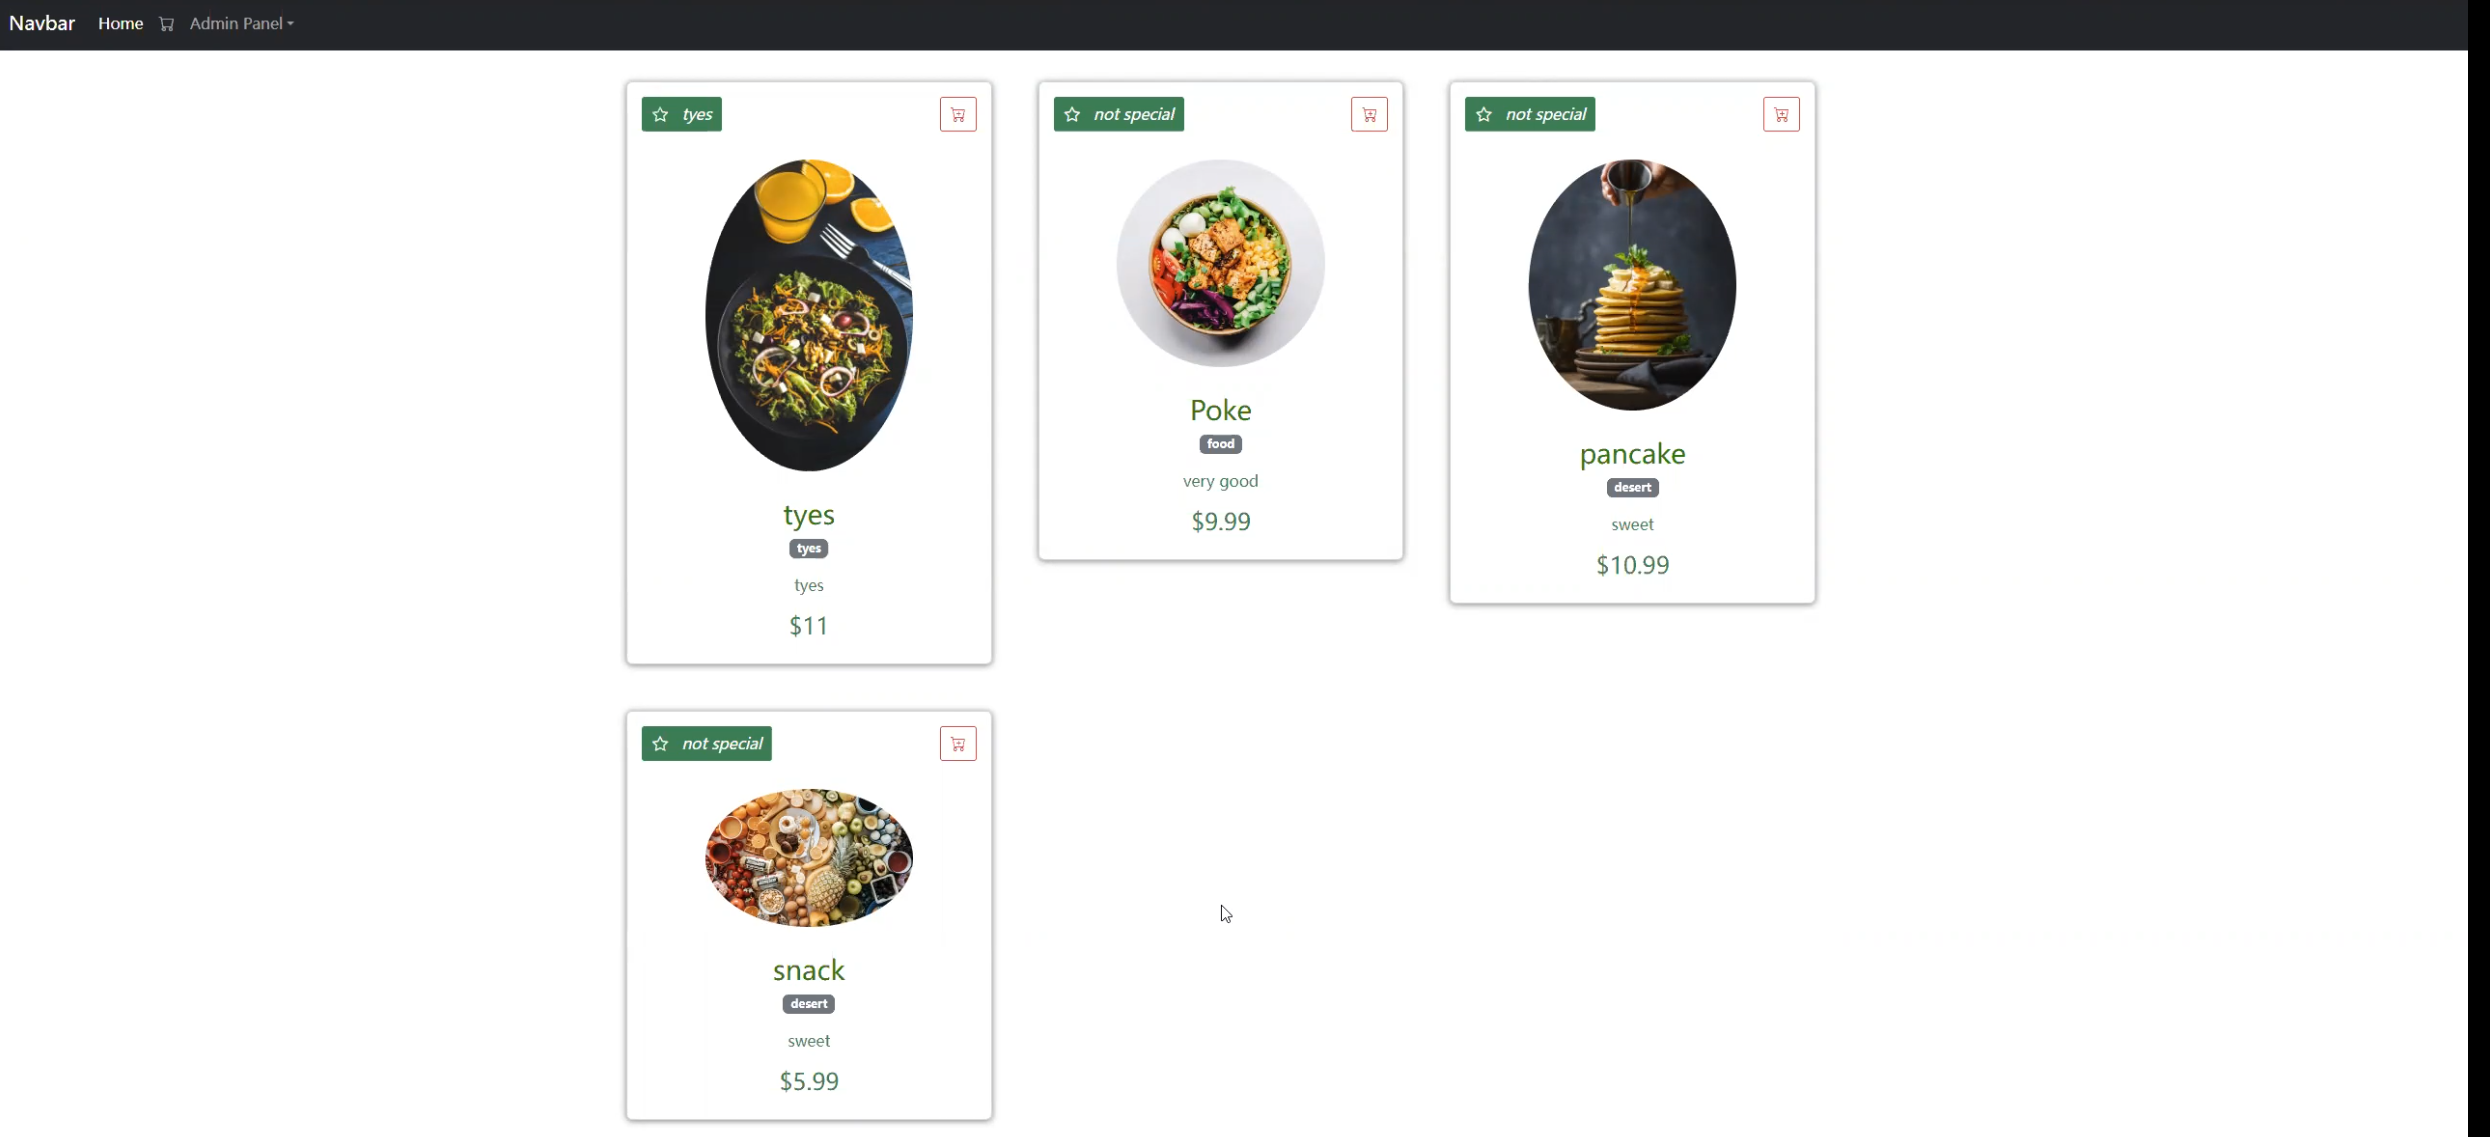 Navbar Home Admin Panel
tyes
tyes
tyes
tyes
$11
not special
Poke
food
very good
$9.99
not special
pancake
desert
sweet
$10.99
not special
snack
desert
sweet
$5.99